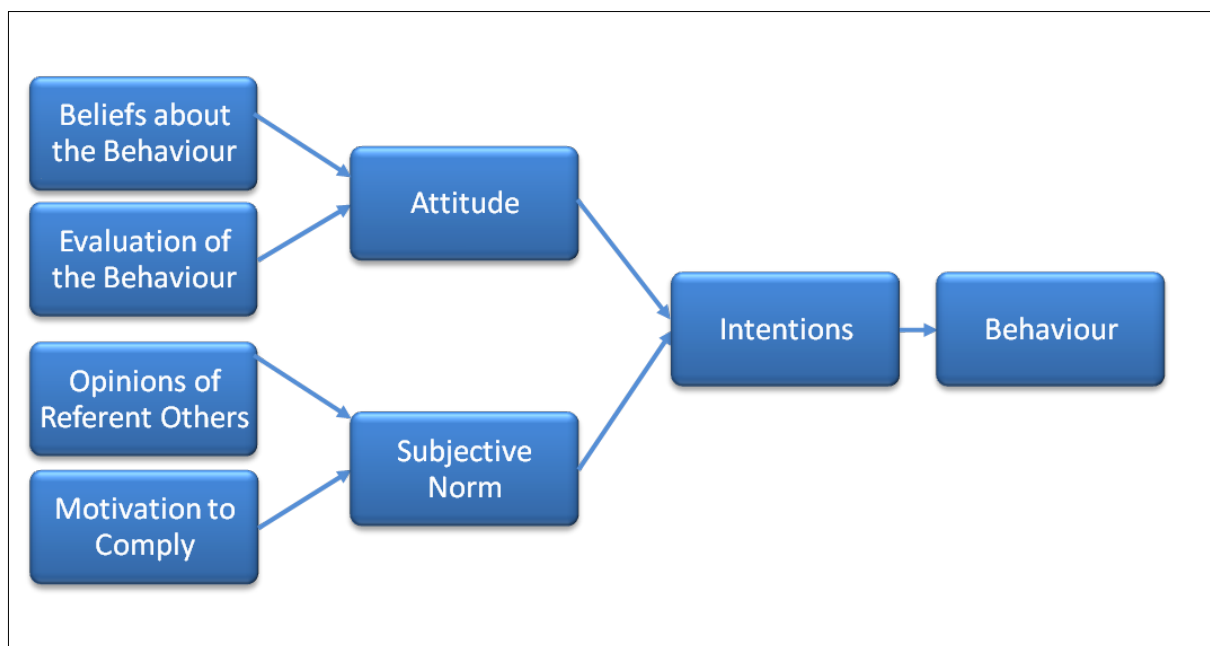 Beliefs about
the Behaviour
Evaluation of
the Behaviour
Attitude
Opinions of
Referent Others
Motivation to
Comply
Subjective
Norm
Intentions
Behaviour